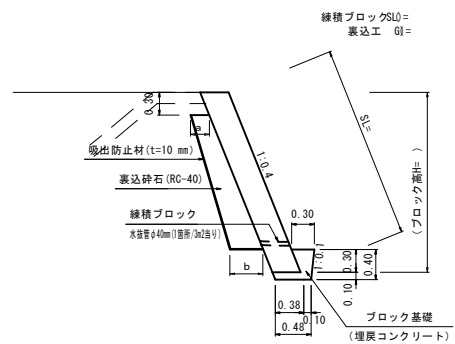 練積ブロックSL()=
裏込工 G()=
0.30
a
吸出防止材(t=10 mm)
1:0.4
SL=
(ブロック高H= )
裏込砕石(RC-40)
練積ブロック
水抜管φ40mm(1箇所/3m2当り)
0.30
b
1:0.1
0.30
0.40
0.10
0.38
0.10
0.48
ブロック基礎
(埋戻コンクリート)